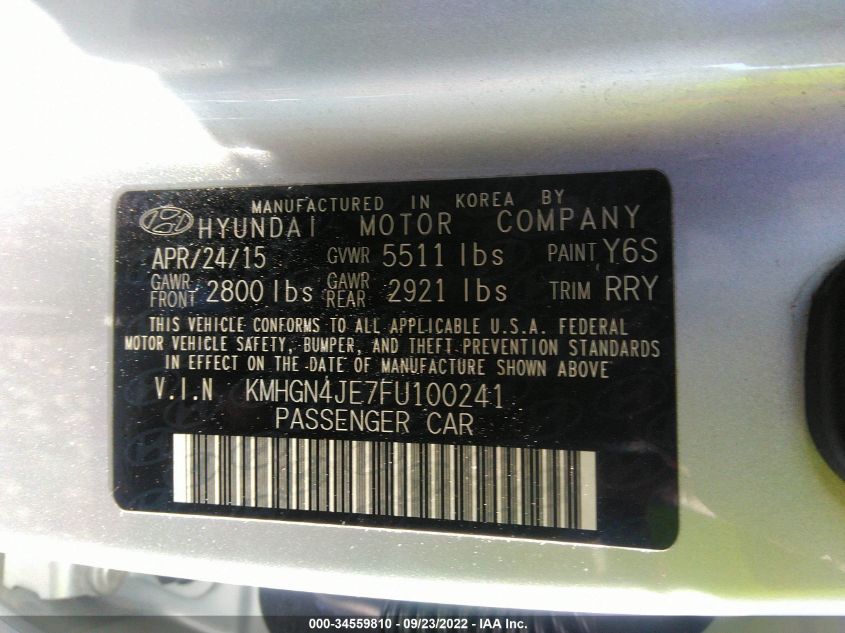 MANUFACTURED IN KOREA BY
HYUNDAI MOTOR COMPANY
APR/24/15 GVWR 5511 lbs PAINT Y6S
GAWR FRONT 2800 lbs GAWR REAR 2921 lbs TRIM RRY
THIS VEHICLE CONFORMS TO ALL APPLICABLE U.S.A. FEDERAL
MOTOR VEHICLE SAFETY, BUMPER, AND THEFT PREVENTION STANDARDS
IN EFFECT ON THE DATE OF MANUFACTURE SHOWN ABOVE
V.I.N KMHGN4JE7FU100241
PASSENGER CAR
000-34559810 - 09/23/2022 - IAA Inc.